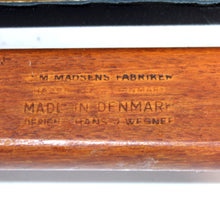 M MADSENS FABRIKER
MADE IN DENMARK
DESIGN: HANS J. WEGNER